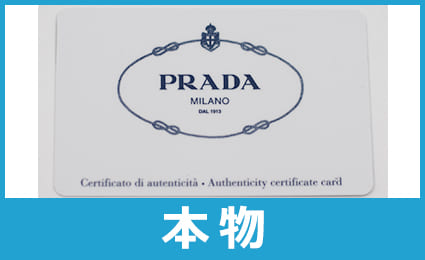 PRADA
MILANO
DAL 1913
Certificato di autenticità • Authenticity certificate card
本物